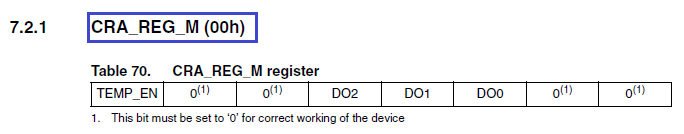 7.2.1 CRA_REG_M (00h)
Table 70. CRA_REG_M register
TEMP_EN 0(1) 0(1) DO2 DO1 DO0 0(1) 0(1)
1. This bit must be set to ‘0’ for correct working of the device